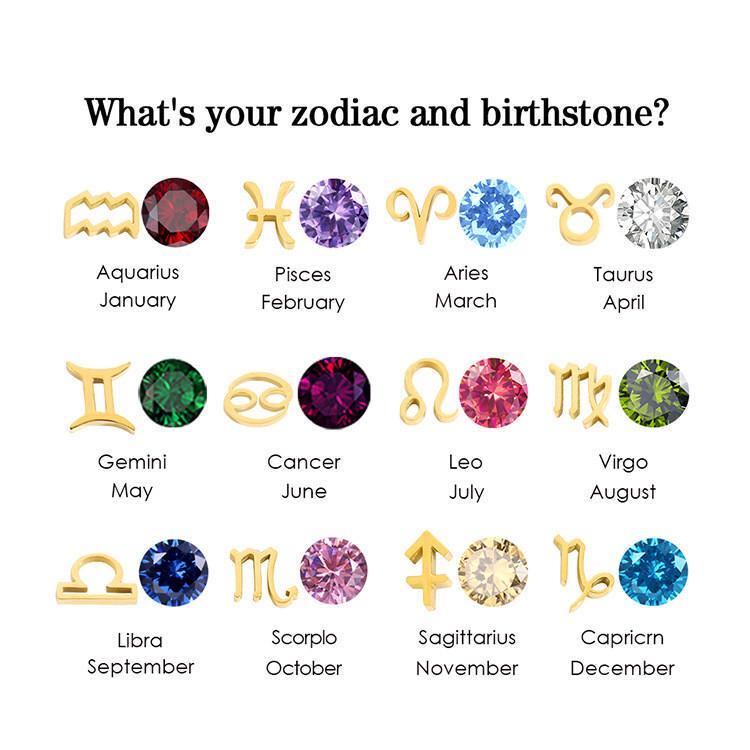 What's your zodiac and birthstone?
Aquarius
January
Pisces
February
Aries
March
Taurus
April
Gemini
May
Cancer
June
Leo
July
Virgo
August
Libra
September
Scorplo
October
Sagittarius
November
Capricrn
December